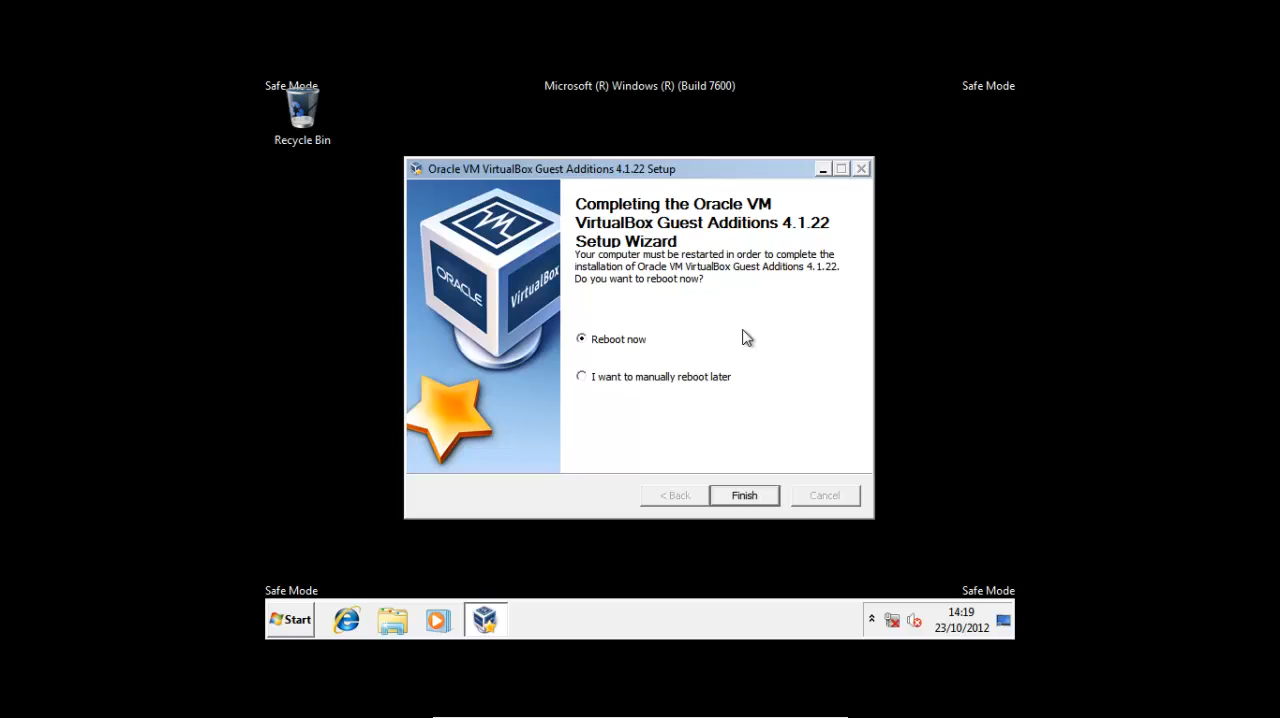 Safe Mode
Microsoft (R) Windows (R) (Build 7600)
Safe Mode
Recycle Bin
Oracle VM VirtualBox Guest Additions 4.1.22 Setup
ORACLE
VirtualBox
Completing the Oracle VM
VirtualBox Guest Additions 4.1.22
Setup Wizard
Your computer must be restarted in order to complete the
installation of Oracle VM VirtualBox Guest Additions 4.1.22.
Do you want to reboot now?
Reboot now
I want to manually reboot later
< Back
Finish
Cancel
Safe Mode
Safe Mode
Start
14:19
23/10/2012